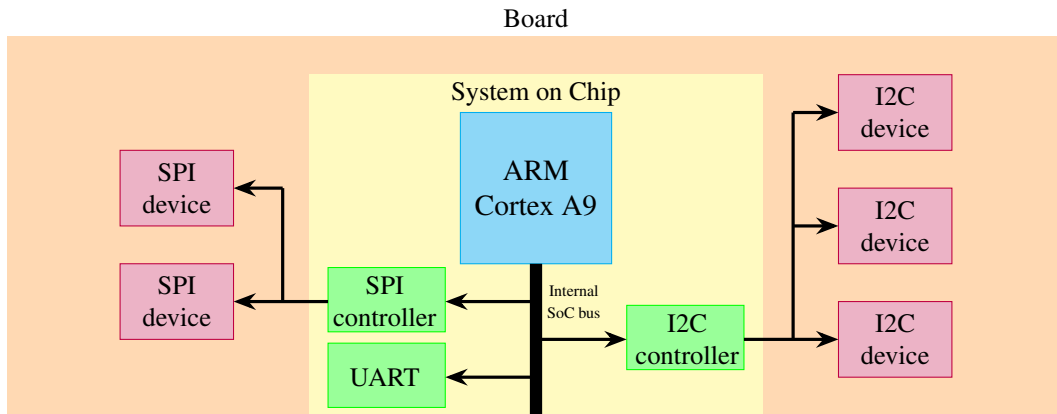 Board
System on Chip
ARM
Cortex A9
SPI
device
SPI
device
SPI
controller
UART
Internal
SoC bus
I2C
controller
I2C
device
I2C
device
I2C
device